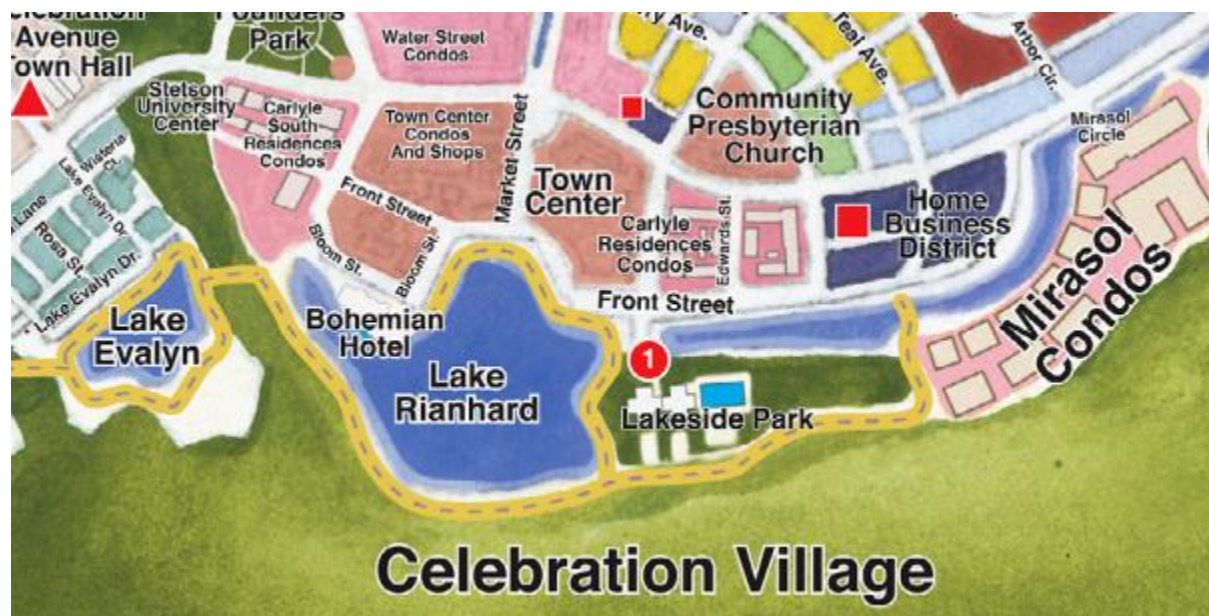 Avenue
Town Hall
Founders
Park
Water Street
Condos
Ave.
Ave.
Arbor Cir.
Stetson
University
Center
Carlyle
South
Residences
Condos
Town Center
Condos
And Shops
Market Street
Community
Presbyterian
Church
Mirasol
Circle
Wisteria
Ct.
Lake Evalyn Dr
Lane
Rosa St.
Lake Evalyn Dr.
Front Street
Bloom St.
Bloom St.
Town
Center
Carlyle
Residences
Condos
Edwards St.
Home
Business
District
Front Street
Mirasol
Condos
Lake
Evalyn
Bohemian
Hotel
Lake
Rianhard
1
Lakeside Park
Celebration Village